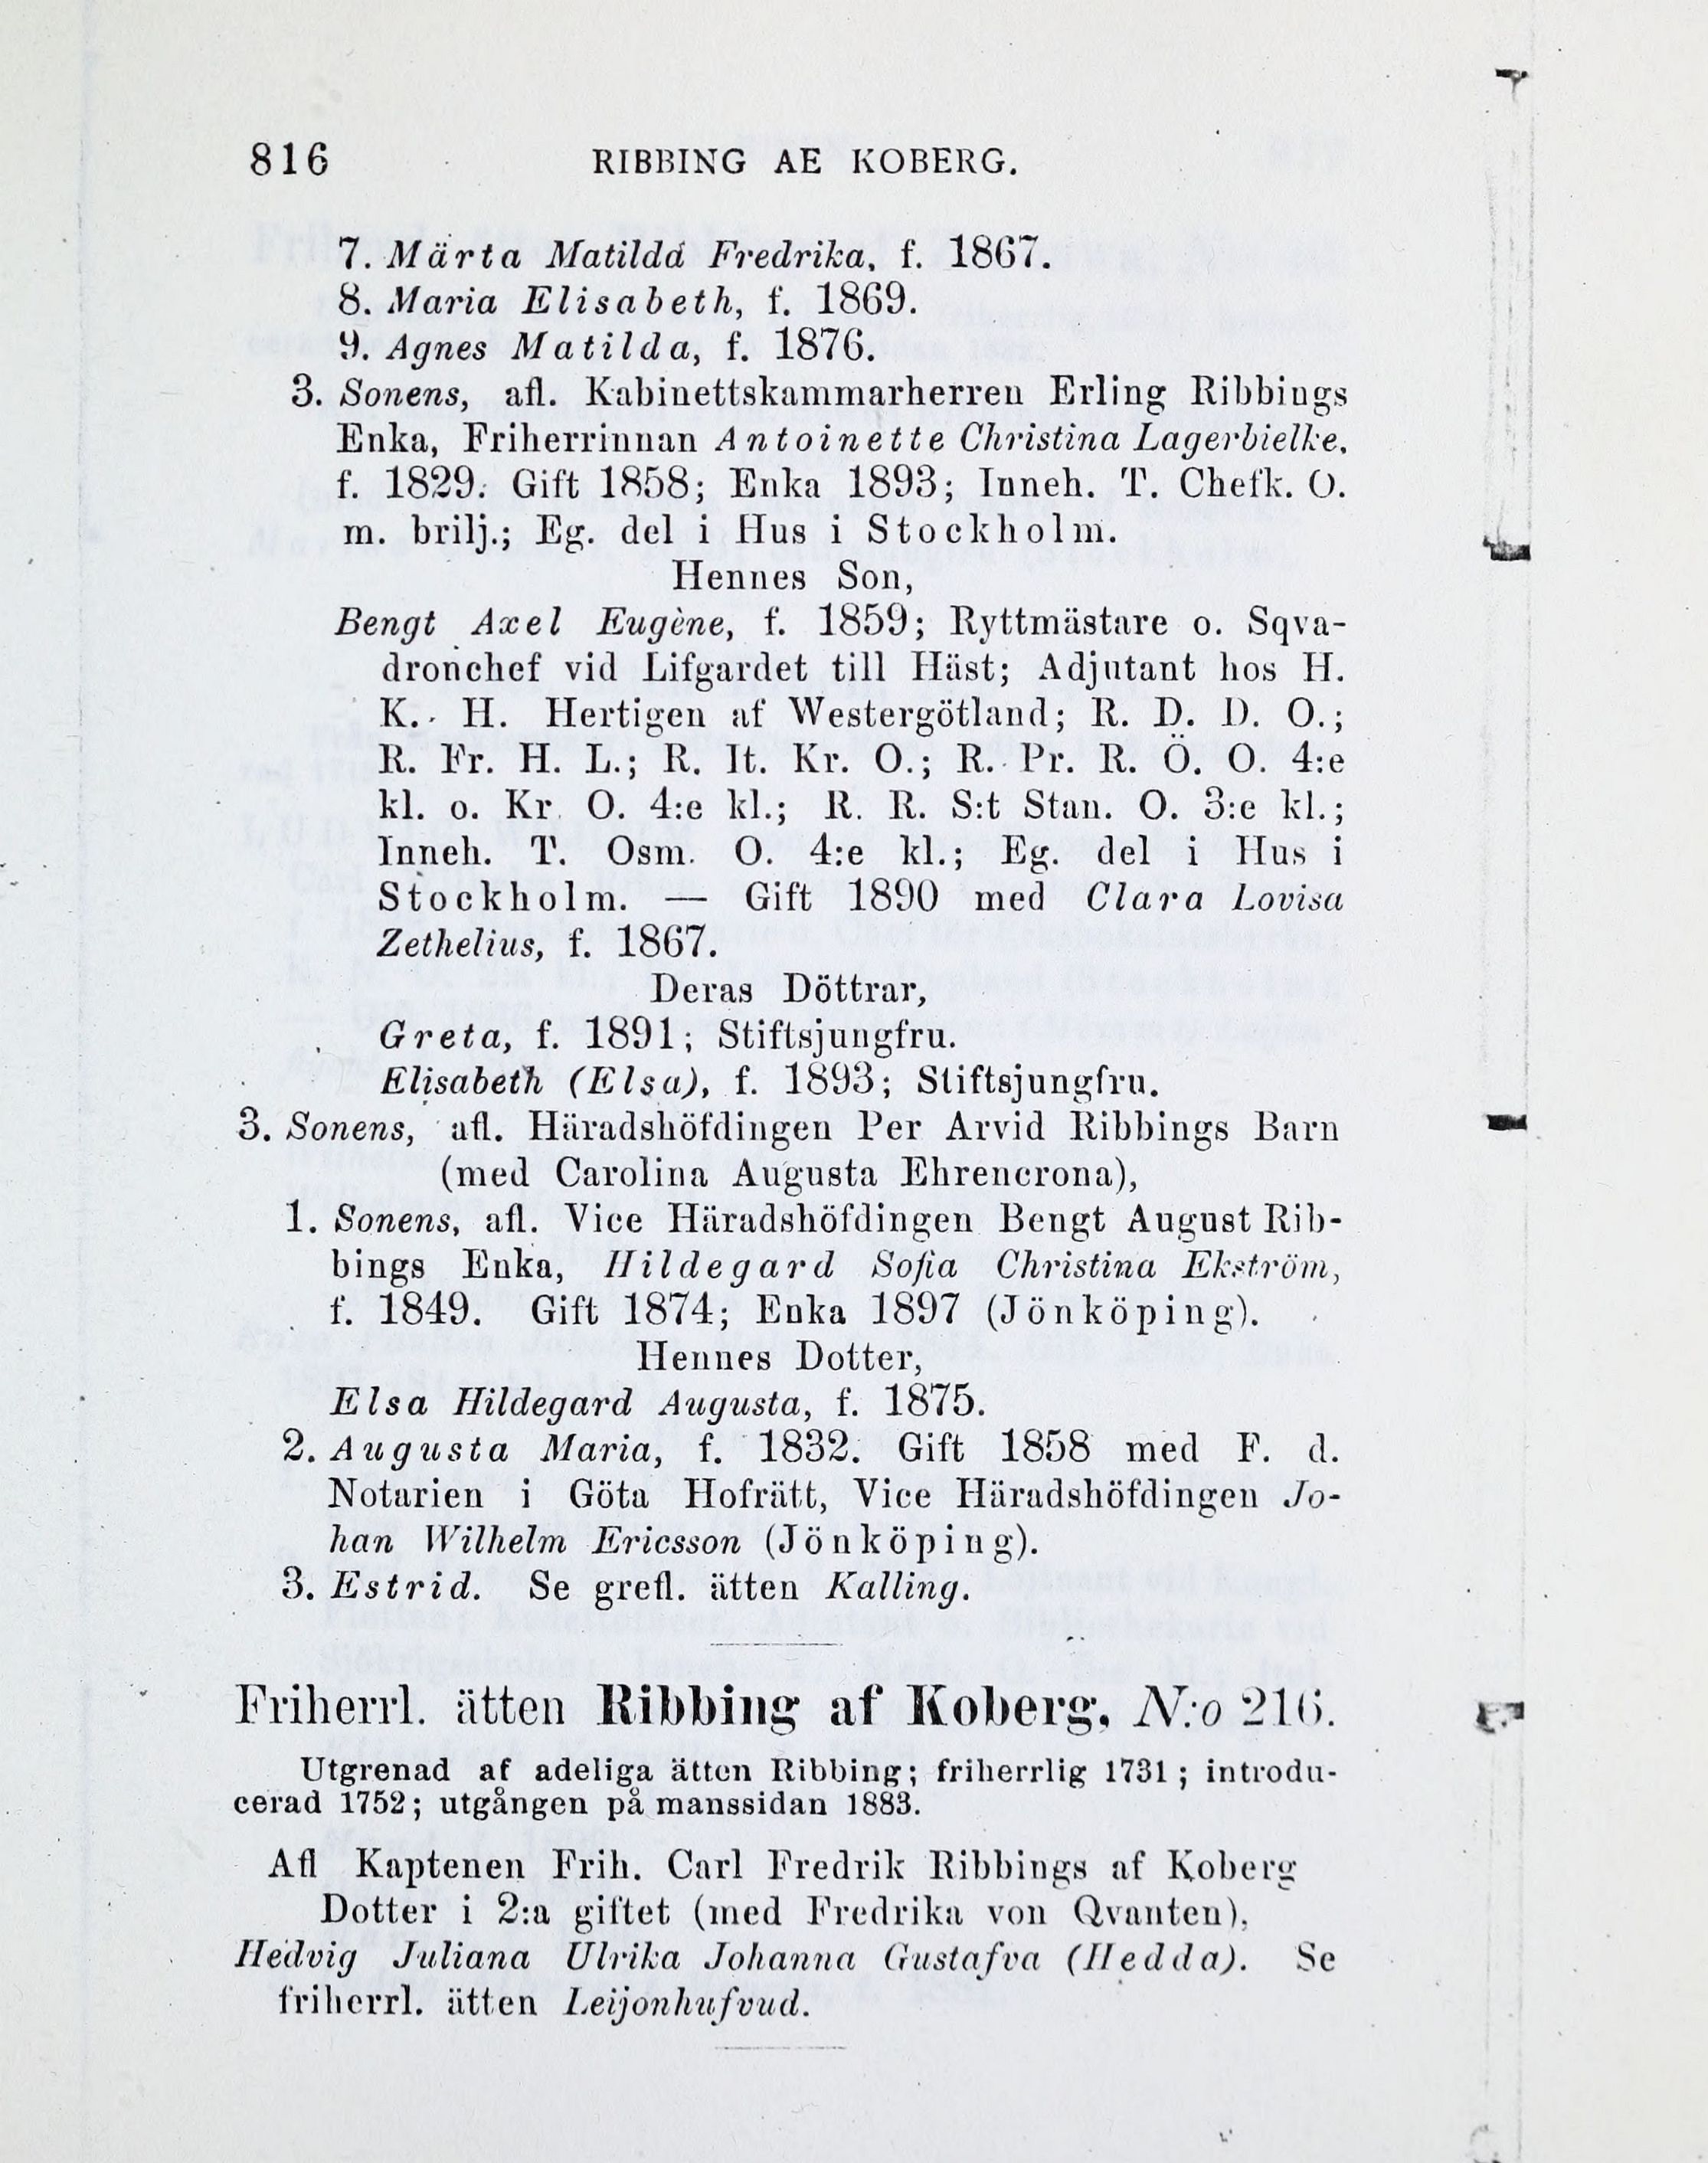 816 RIBBING AE KOBERG.
7. Märta Matilda Fredrika, f. 1867.
8. Maria Elisabeth, f. 1869.
9. Agnes Matilda, f. 1876.
3. Sonens, afl. Kabinettskammarherren Erling Ribbings
Enka, Friherrinnan Antoinette Christina Lagerbielke,
f. 1829. Gift 1858; Enka 1893; Inneh. T. Chefk. O.
m. brilj.; Eg. del i Hus i Stockholm.
Hennes Son,
Bengt Axel Eugène, f. 1859; Ryttmästare o. Sqva-
dronchef vid Lifgardet till Häst; Adjutant hos H.
K. H. Hertigen af Westergötland; R. D. D. O.;
R. Fr. H. L.; R. It. Kr. O.; R. Pr. R. Ö. O. 4:e
kl. o. Kr. O. 4:e kl.; R. R. S:t Stan. O. 3:e kl.;
Inneh. T. Osm. O. 4:e kl.; Eg. del i Hus i
Stockholm. — Gift 1890 med Clara Lovisa
Zethelius, f. 1867.
Deras Döttrar,
Greta, f. 1891; Stiftsjungfru.
Elisabeth (Elsa), f. 1893; Stiftsjungfru.
3. Sonens, afl. Häradshöfdingen Per Arvid Ribbings Barn
(med Carolina Augusta Ehrencrona),
1. Sonens, afl. Vice Häradshöfdingen Bengt August Rib-
bings Enka, Hildegard Sofia Christina Ekström,
f. 1849. Gift 1874; Enka 1897 (Jönköping).
Hennes Dotter,
Elsa Hildegard Augusta, f. 1875.
2. Augusta Maria, f. 1832. Gift 1858 med F. d.
Notarien i Göta Hofrätt, Vice Häradshöfdingen Jo-
han Wilhelm Ericsson (Jönköping).
3. Estrid. Se grefl. ätten Kalling.
Friherrl. ätten Ribbing af Koberg, N:o 216.
Utgrenad af adeliga ätten Ribbing; friherrlig 1731; introdu-
cerad 1752; utgången på manssidan 1883.
Afl Kaptenen Frih. Carl Fredrik Ribbings af Koberg
Dotter i 2:a giftet (med Fredrika von Qvanten),
Hedvig Juliana Ulrika Johanna Gustafva (Hedda). Se
friherrl. ätten Leijonhufvud.